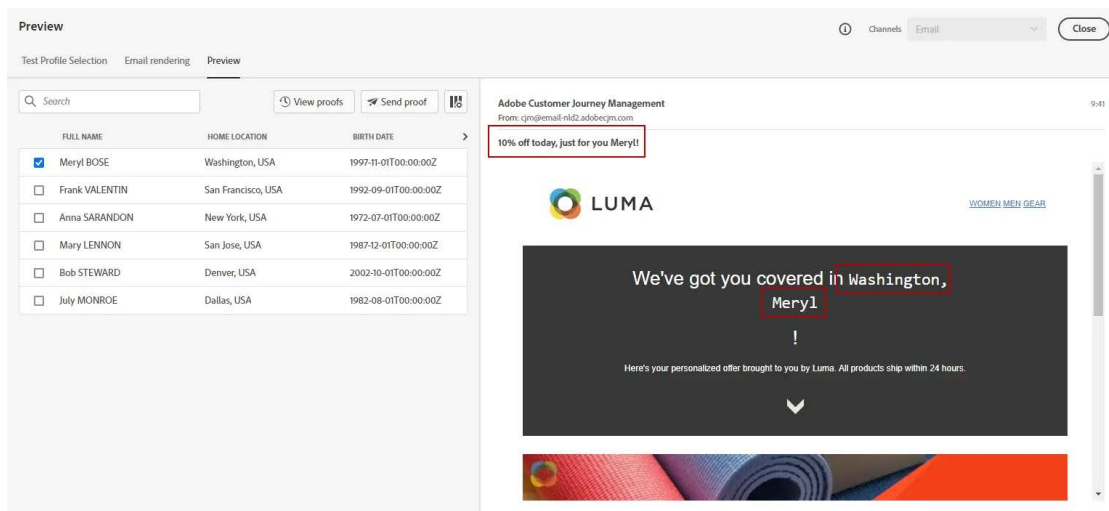 Preview
Channels Email Close
Test Profile Selection Email rendering Preview
Search View proofs Send proof
FULL NAME HOME LOCATION BIRTH DATE
Meryl BOSE Washington, USA 1997-11-01T00:00:00Z
Frank VALENTIN San Francisco, USA 1992-09-01T00:00:00Z
Anna SARANDON New York, USA 1972-07-01T00:00:00Z
Mary LENNON San Jose, USA 1987-12-01T00:00:00Z
Bob STEWARD Denver, USA 2002-10-01T00:00:00Z
July MONROE Dallas, USA 1982-08-01T00:00:00Z
Adobe Customer Journey Management 9:41
From: cjm@email-nld2.adobecjm.com
10% off today, just for you Meryl!
LUMA WOMEN MEN GEAR
We've got you covered in Washington,
Meryl
!
Here's your personalized offer brought to you by Luma. All products ship within 24 hours.